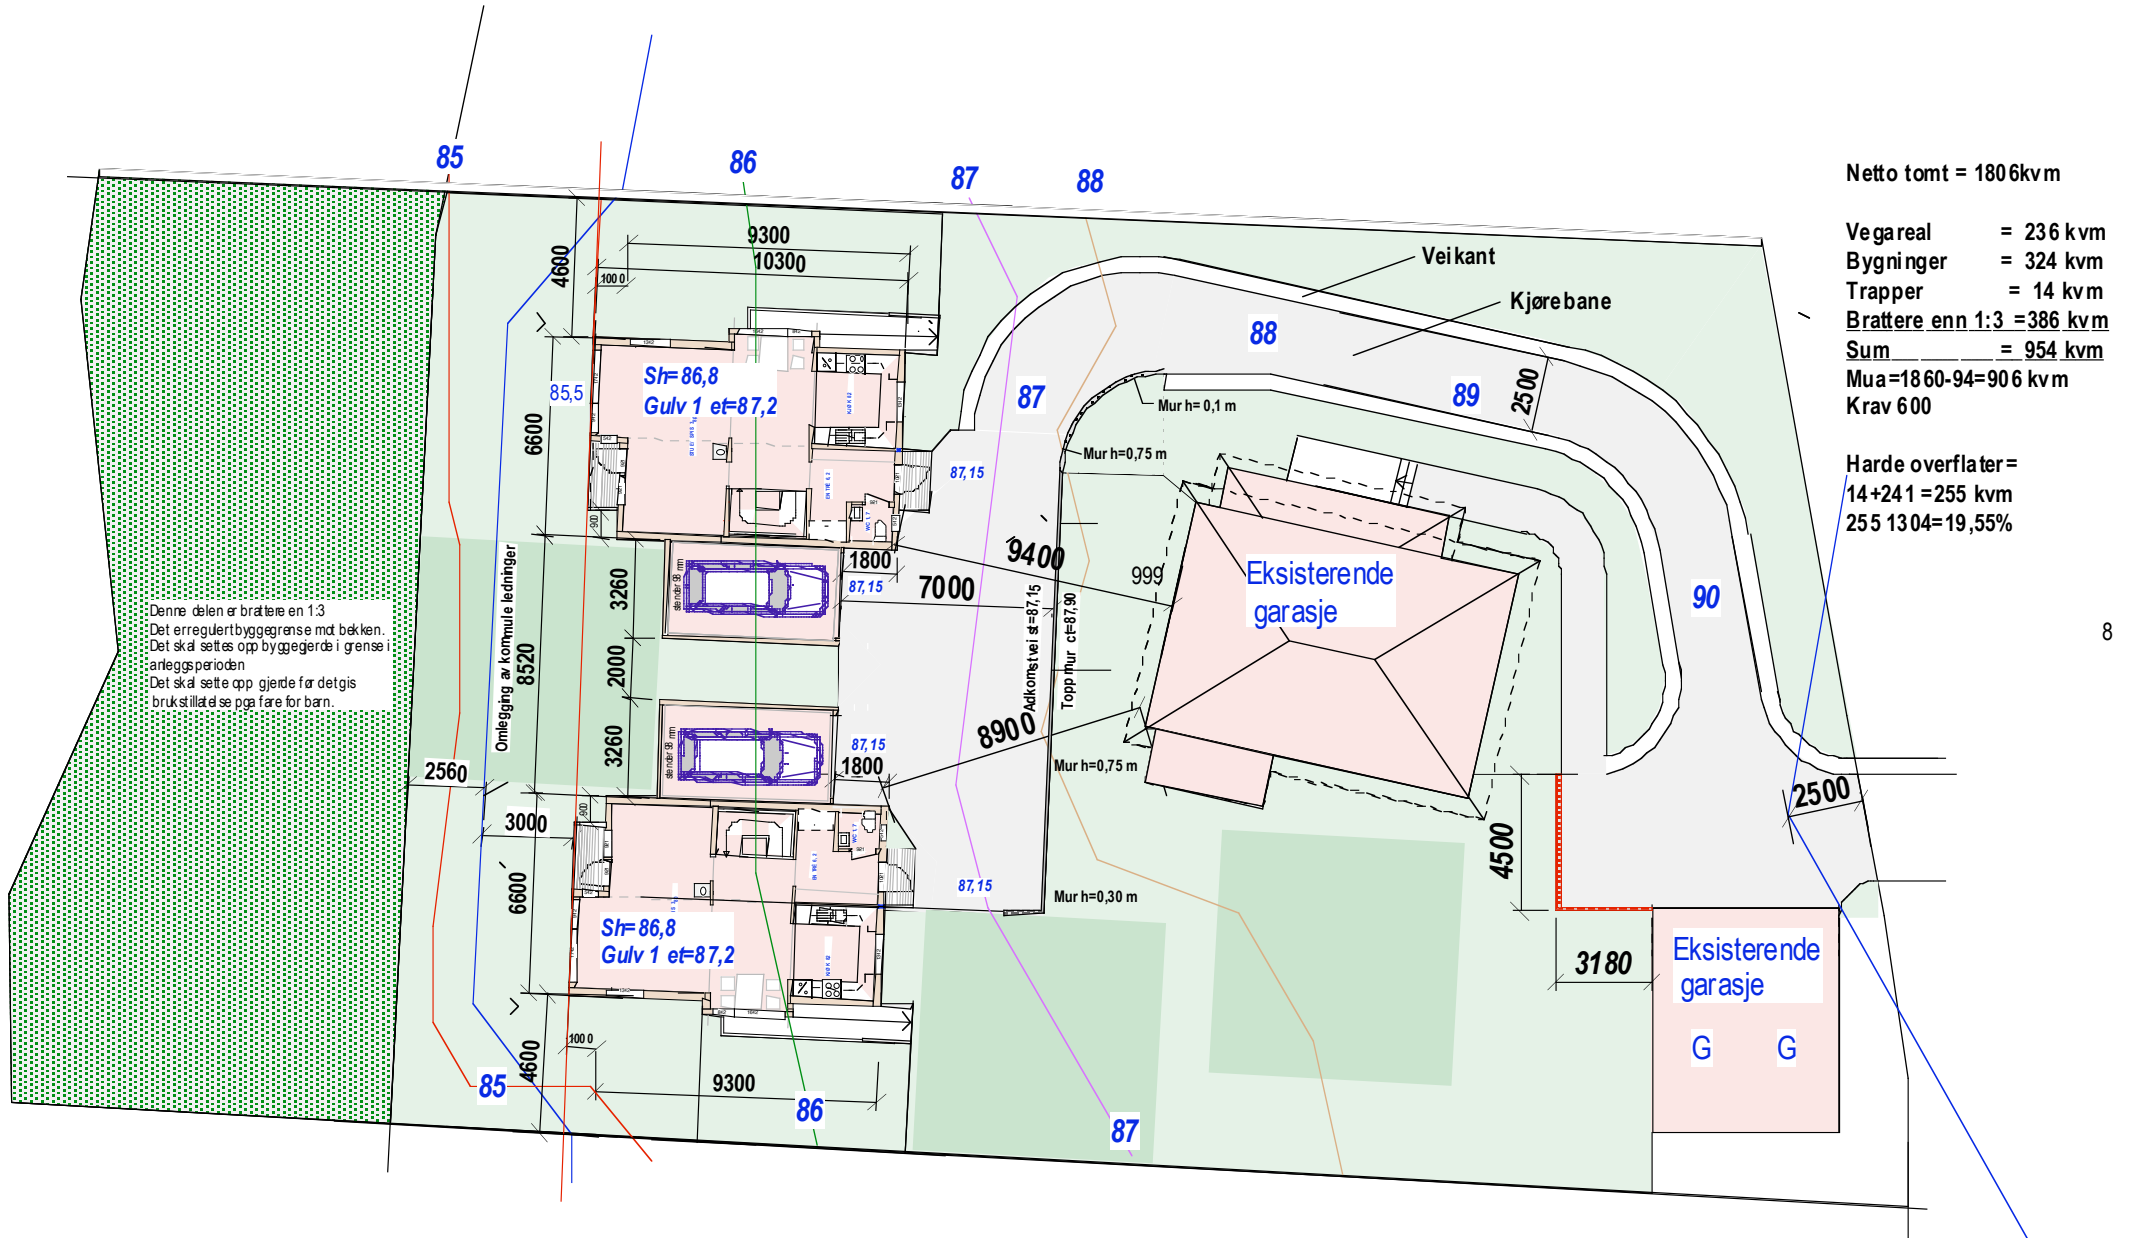 85
86
87
88
Netto tomt = 1806kvm
Vegareal = 236 kvm
Bygninger = 324 kvm
Trapper = 14 kvm
Brattere enn 1:3 =386 kvm
Sum = 954 kvm
Mua=1860-94=906 kvm
Krav 600
Harde overflater=
14+241 =255 kvm
255 1304=19,55%
9300
10300
1000
4600
Veikant
Kjørebane
88
87
89
2500
85,5
Sh=86,8
Gulv 1 et=87,2
6600
Mur h= 0,1 m
Mur h=0,75 m
87,15
900
1800
9400
7000
999
87,15
3260
stender 98 mm
Eksisterende
garasje
90
8
Denne delen er brattere en 1:3
Det er regulert byggegrense mot bekken.
Det skal settes opp byggegjerde i grense i
anleggsperioden
Det skal sette opp gjerde før det gis
brukstillatelse pga fare for barn.
Omlegging av kommule ledninger
8520
2000
Adkomstvei st=87,15
Topp mur ct=87,90
3260
stender 98 mm
8900
87,15
1800
Mur h=0,75 m
2560
3000
900
2500
4500
6600
87,15
Mur h=0,30 m
Sh=86,8
Gulv 1 et=87,2
3180
Eksisterende
garasje
G G
1000
4600
9300
85
86
87